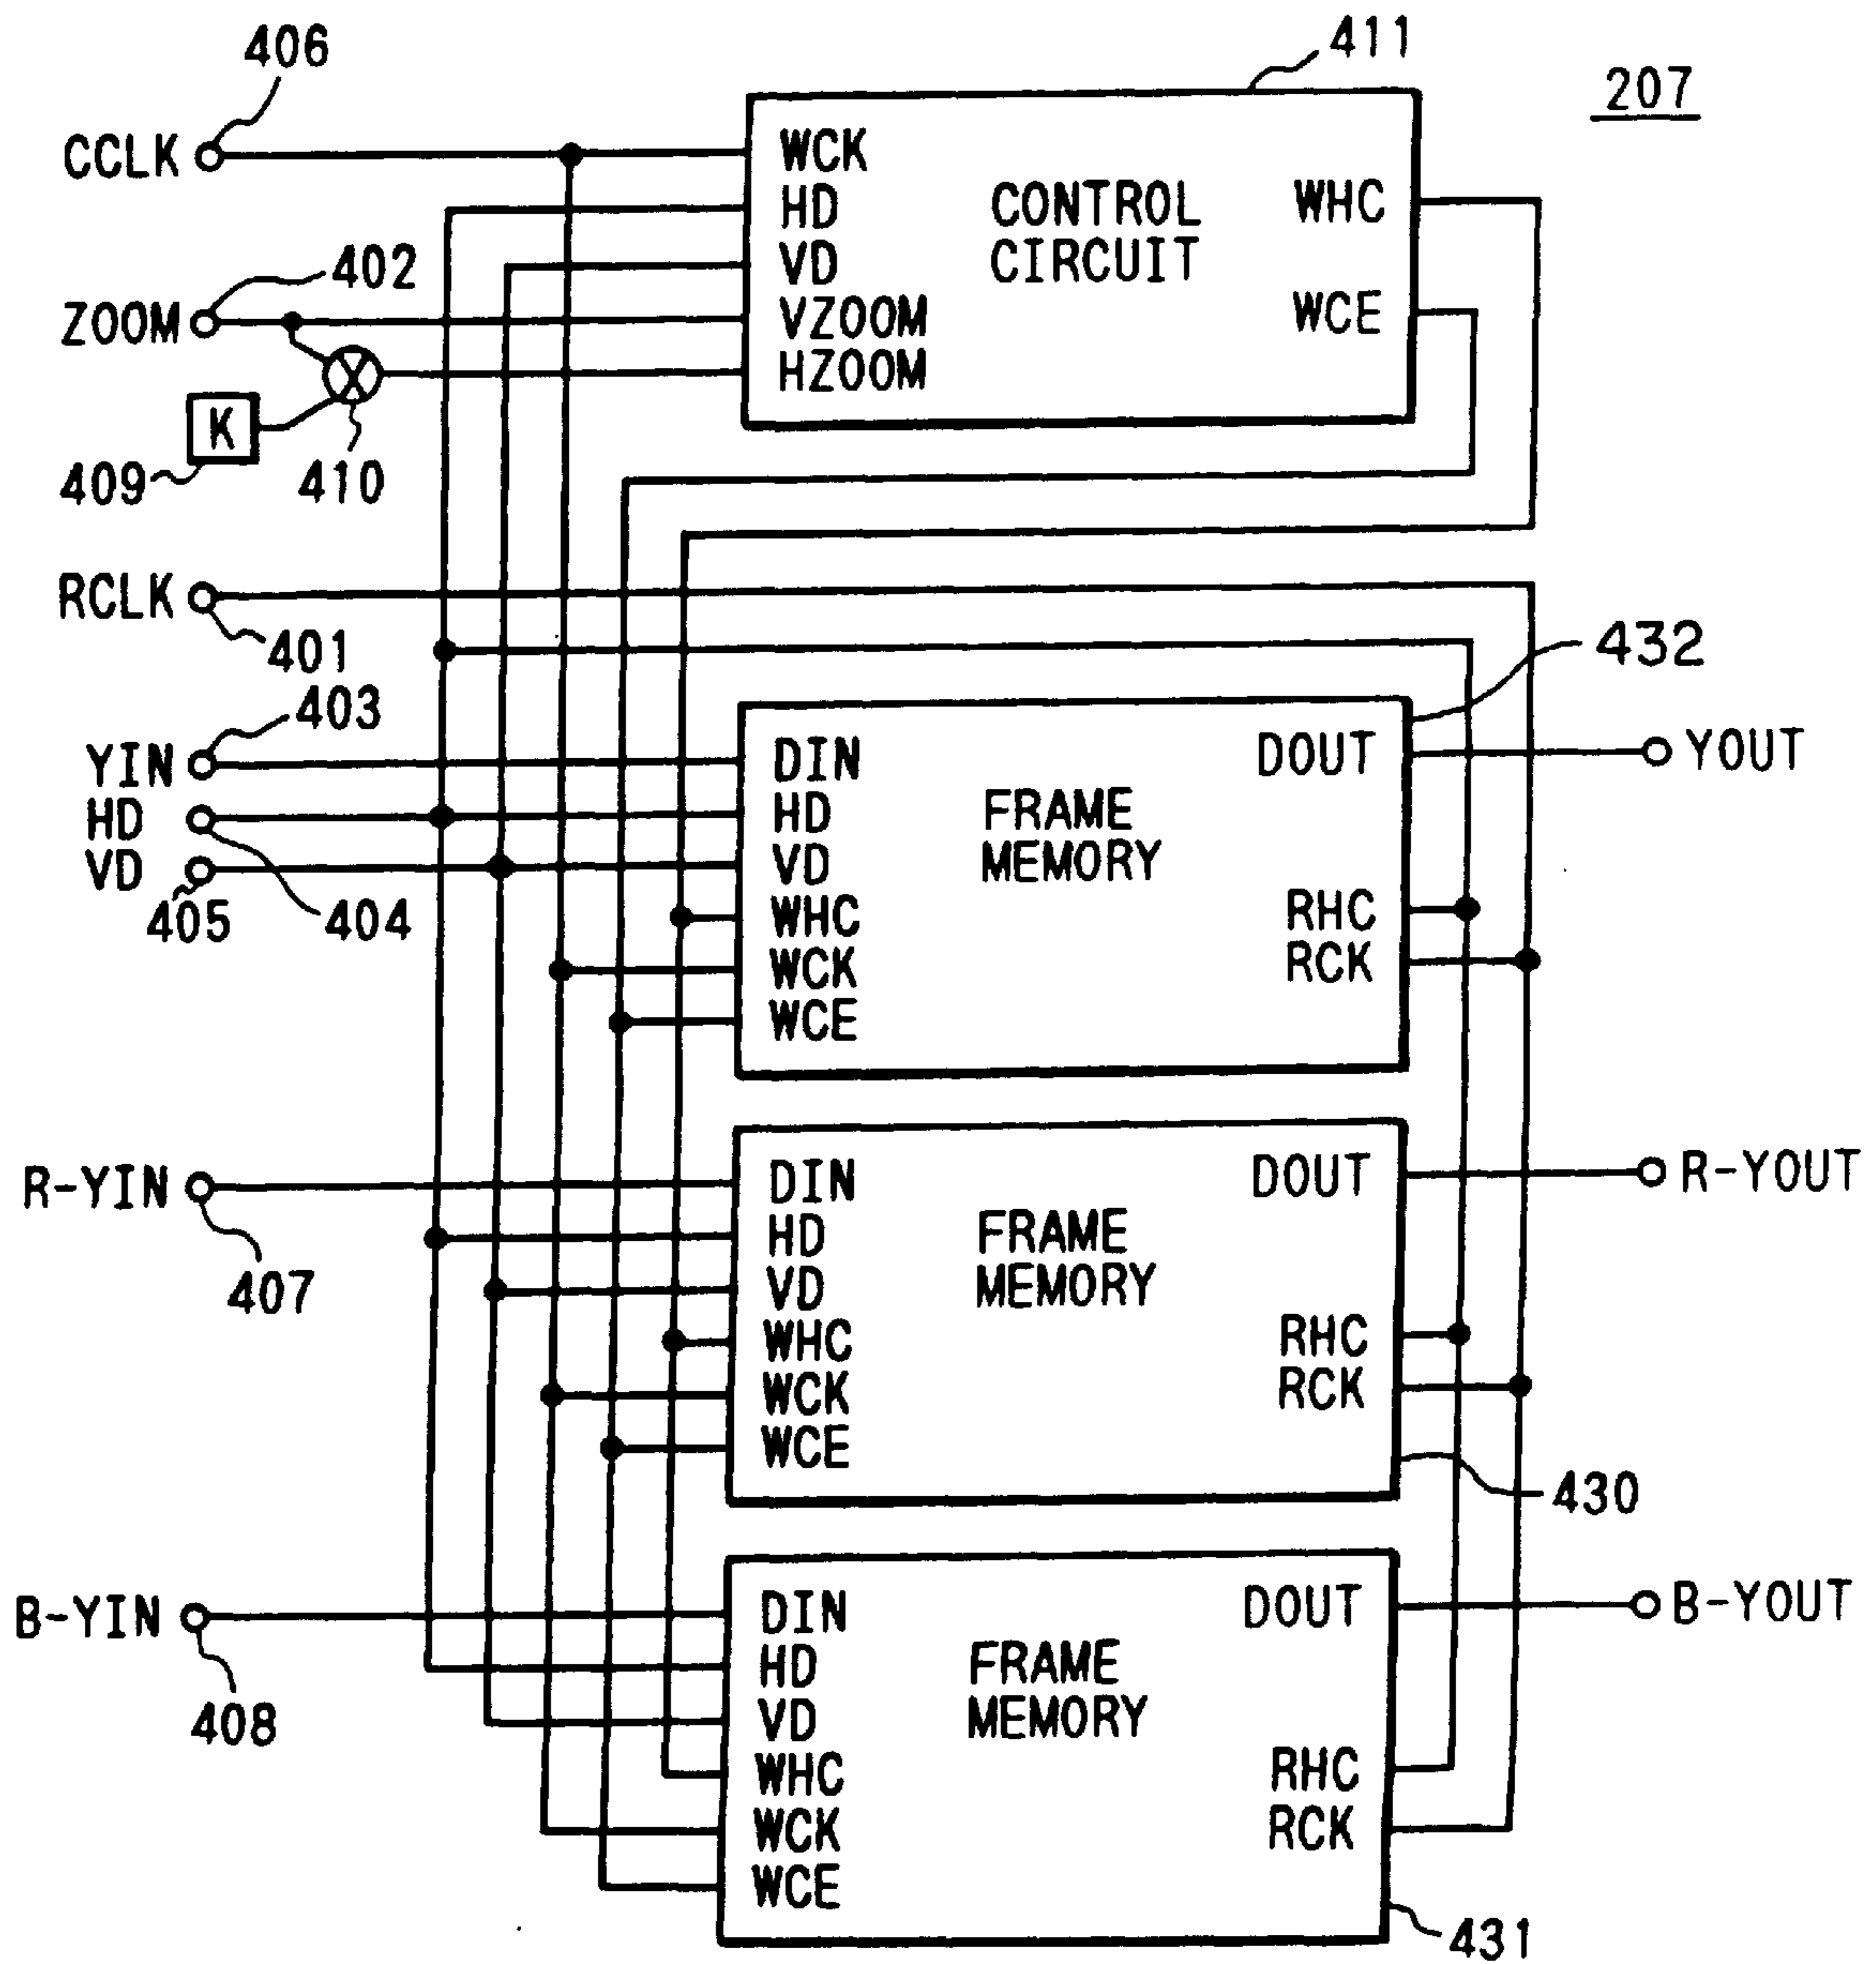 406
411
207
CCLK
WCK
HD
CONTROL
CIRCUIT
WHC
VD
402
ZOOM
VZOOM
WCE
HZOOM
K
409
410
RCLK
401
432
403
YIN
DIN
DOUT
YOUT
HD
HD
FRAME
MEMORY
VD
VD
405
404
WHC
RHC
WCK
RCK
WCE
R-YIN
DIN
DOUT
R-YOUT
HD
FRAME
MEMORY
407
VD
WHC
RHC
WCK
RCK
WCE
430
B-YIN
DIN
DOUT
B-YOUT
HD
FRAME
MEMORY
408
VD
WHC
RHC
WCK
RCK
WCE
431